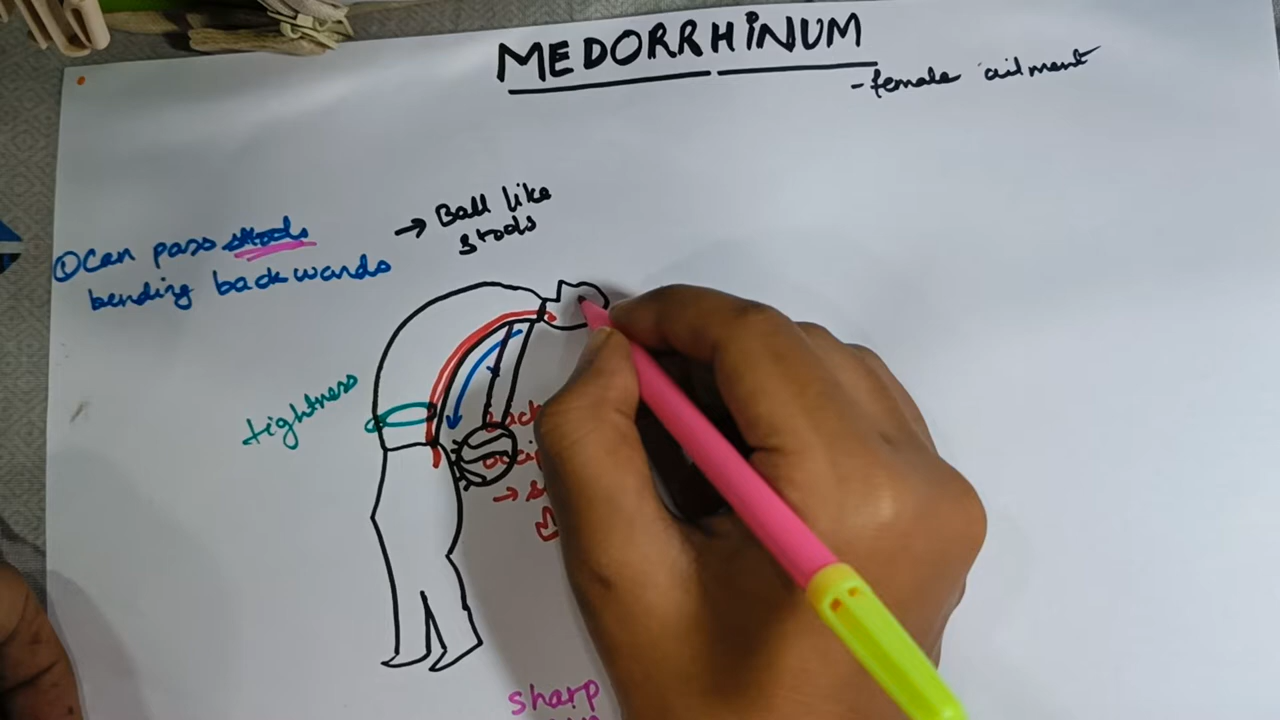 MEDORRHINUM
- female ailment
→ Ball like
stools
① Can pass stools
bending backwards
tightness
sharp